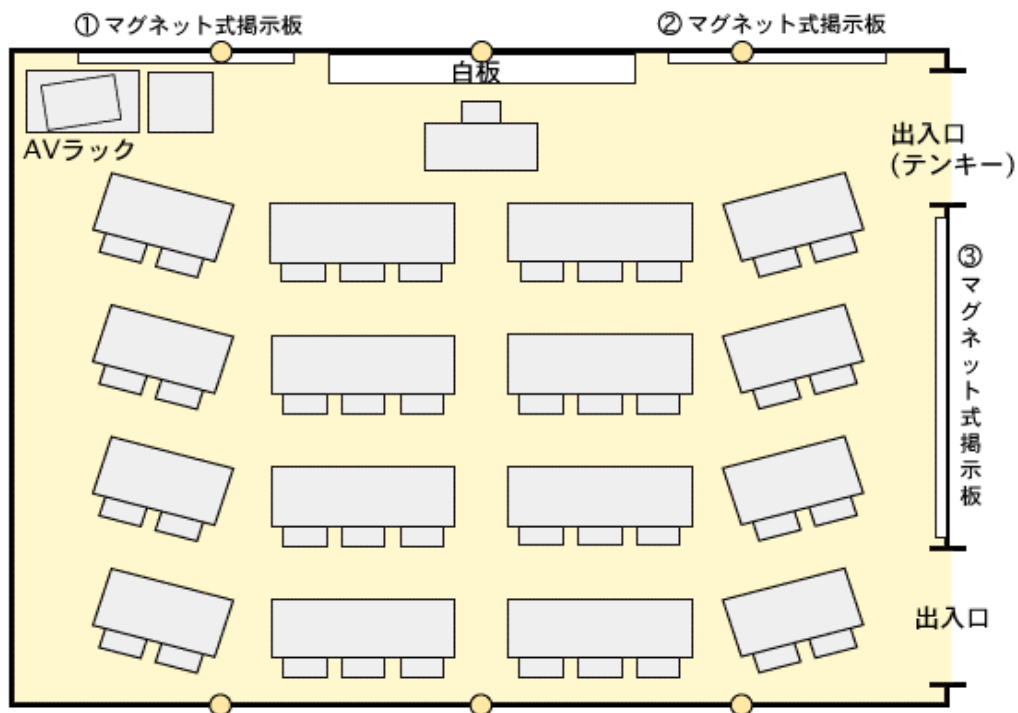 ① マグネット式掲示板
② マグネット式掲示板
白板
AVラック
出入口
(テンキー)
③マグネット式掲示板
出入口